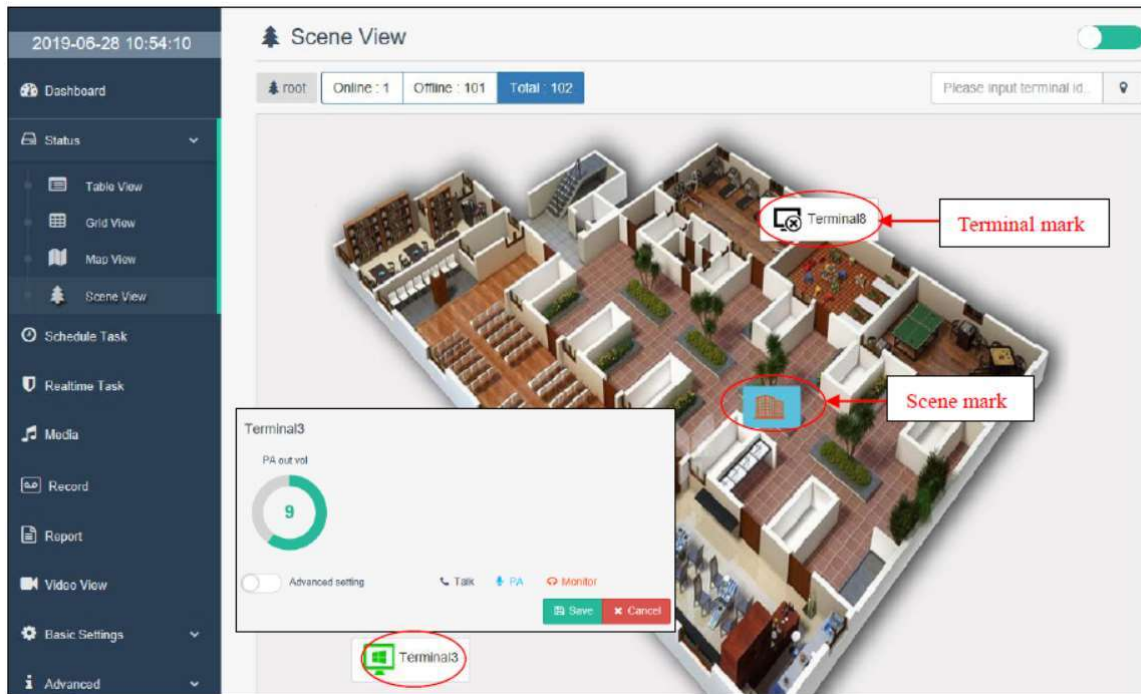 2019-06-28 10:54:10
Dashboard
Status
Table View
Grid View
Map View
Scene View
Schedule Task
Realtime Task
Media
Record
Report
Video View
Basic Settings
Advanced
Scene View
root
Online : 1
Offline : 101
Total : 102
Please input terminal id..
Terminal8
Terminal mark
Scene mark
Terminal3
PA out vol
9
Advanced setting
Talk
PA
Monitor
Save
Cancel
Terminal3